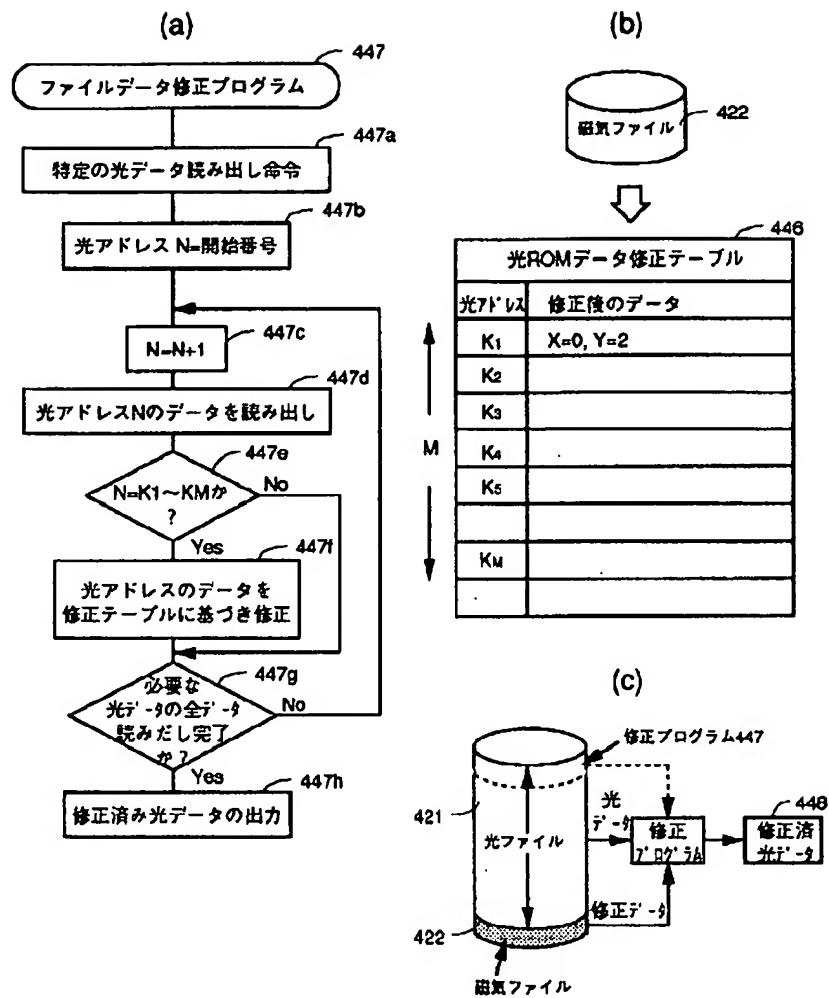 (a)
447
ファイルデータ修正プログラム
447a
特定の光データ読み出し命令
447b
光アドレス N=開始番号
447c
N=N+1
447d
光アドレスNのデータを読み出し
447e
N=K1〜KMか
?
No
Yes
447f
光アドレスのデータを
修正テーブルに基づき修正
447g
必要な
光データの全データ
読みだし完了
か?
No
Yes
447h
修正済み光データの出力
(b)
磁気ファイル
422
446
光ROMデータ修正テーブル
光アドレス 修正後のデータ
K1 X=0, Y=2
K2
K3
K4
K5
KM
M
(c)
修正プログラム447
421
光ファイル
光
データ
修正
プログラム
448
修正済
光データ
修正データ
422
磁気ファイル